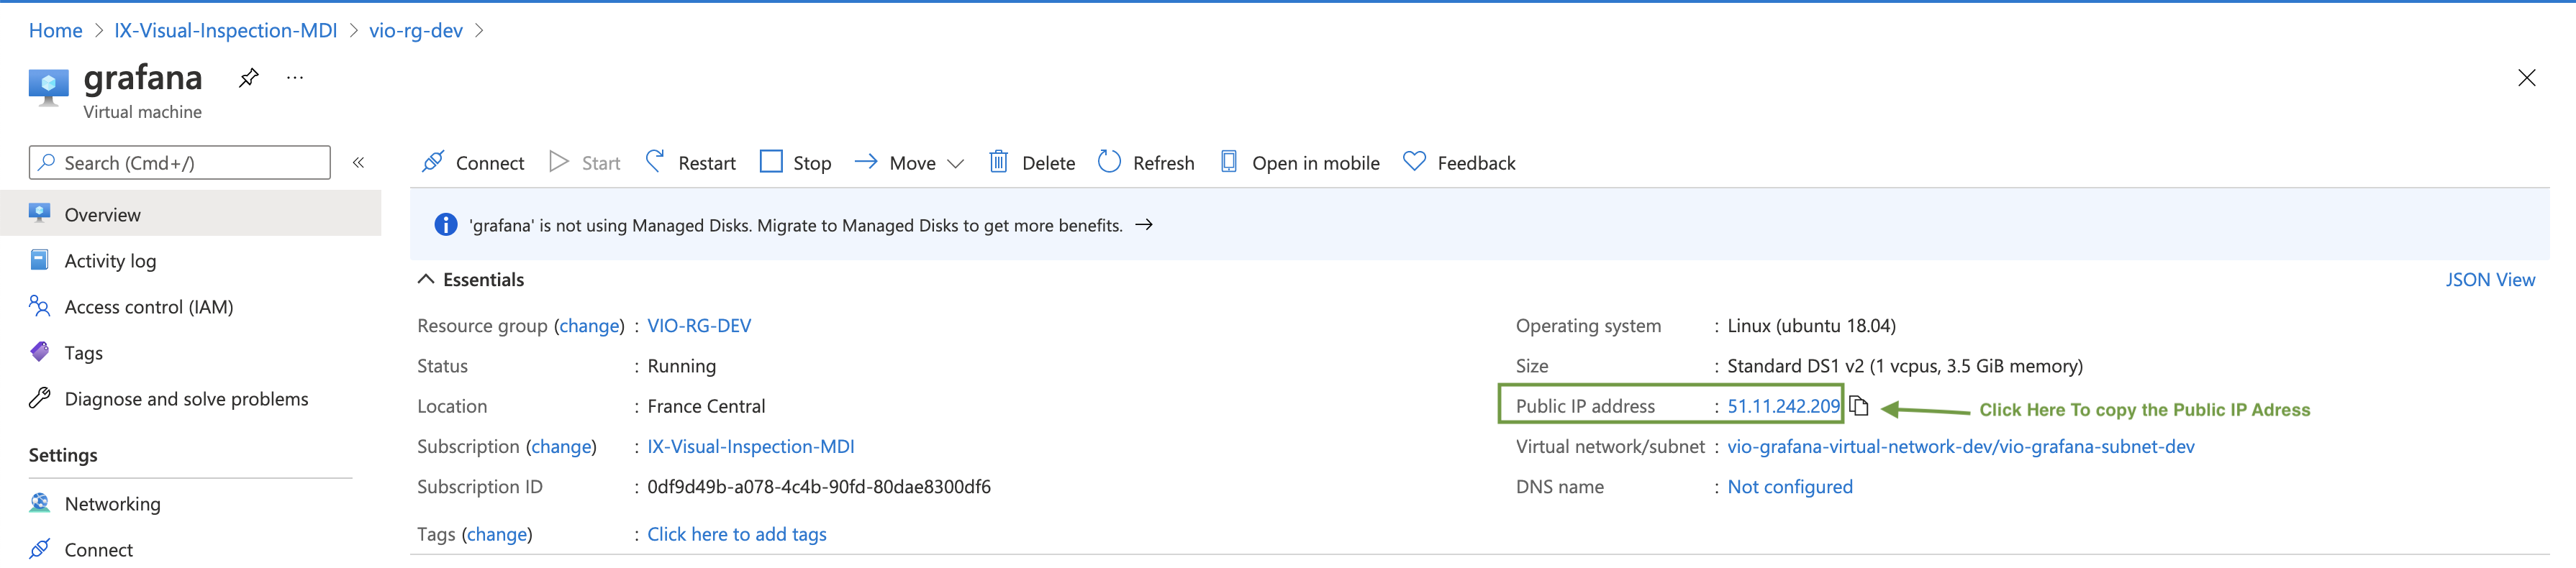 Home > IX-Visual-Inspection-MDI > vio-rg-dev >
grafana ...
Virtual machine
Search (Cmd+/) «
Connect Start Restart Stop Move Delete Refresh Open in mobile Feedback
Overview
Activity log
Access control (IAM)
Tags
Diagnose and solve problems
Settings
Networking
Connect
'grafana' is not using Managed Disks. Migrate to Managed Disks to get more benefits. →
Essentials
JSON View
Resource group (change) : VIO-RG-DEV
Status : Running
Location : France Central
Subscription (change) : IX-Visual-Inspection-MDI
Subscription ID : 0df9d49b-a078-4c4b-90fd-80dae8300df6
Tags (change) : Click here to add tags
Operating system : Linux (ubuntu 18.04)
Size : Standard DS1 v2 (1 vcpus, 3.5 GiB memory)
Public IP address : 51.11.242.209
Click Here To copy the Public IP Adress
Virtual network/subnet : vio-grafana-virtual-network-dev/vio-grafana-subnet-dev
DNS name : Not configured